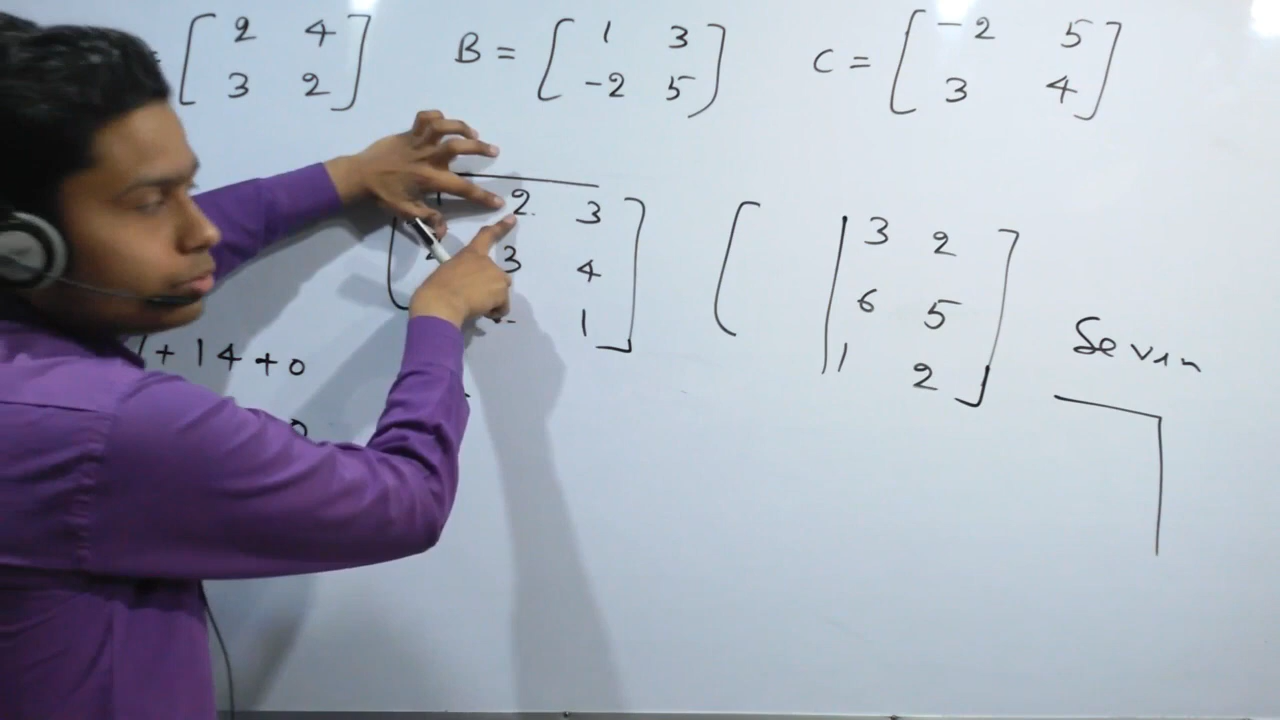 = [ 2 4 ] B = [ 1 3 ] C = [ -2 5 ]
[ 3 2 ] [ -2 5 ] [ 3 4 ]
2. 3 3 2
3 4 6 5
1 1 2
Seven
+ 14 + 0